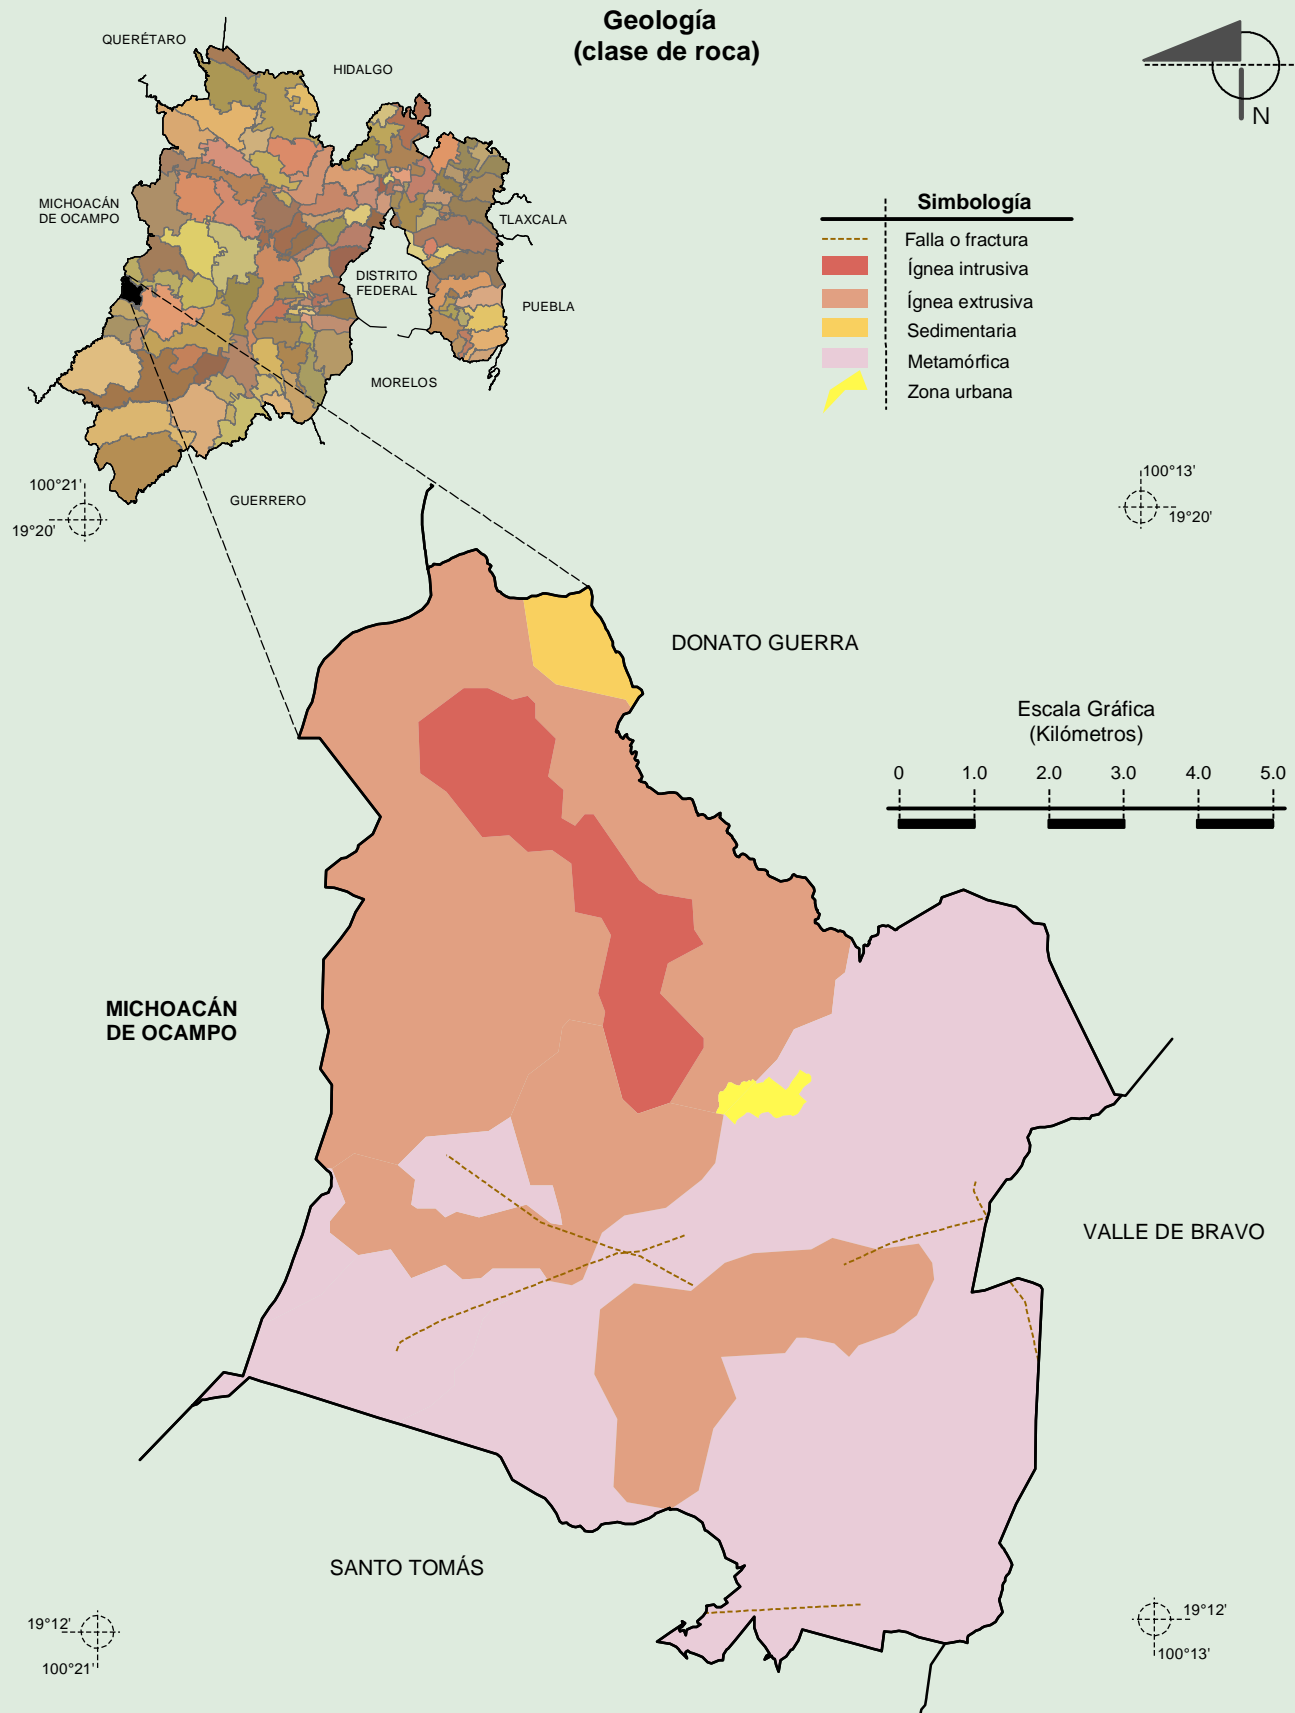 Geología
(clase de roca)
QUERÉTARO
HIDALGO
N
MICHOACÁN
DE OCAMPO
TLAXCALA
DISTRITO
FEDERAL
PUEBLA
MORELOS
GUERRERO
Simbología
Falla o fractura
Ígnea intrusiva
Ígnea extrusiva
Sedimentaria
Metamórfica
Zona urbana
100°21'
19°20'
100°13'
19°20'
DONATO GUERRA
Escala Gráfica
(Kilómetros)
0 1.0 2.0 3.0 4.0 5.0
MICHOACÁN
DE OCAMPO
VALLE DE BRAVO
SANTO TOMÁS
19°12'
100°21'
19°12'
100°13'